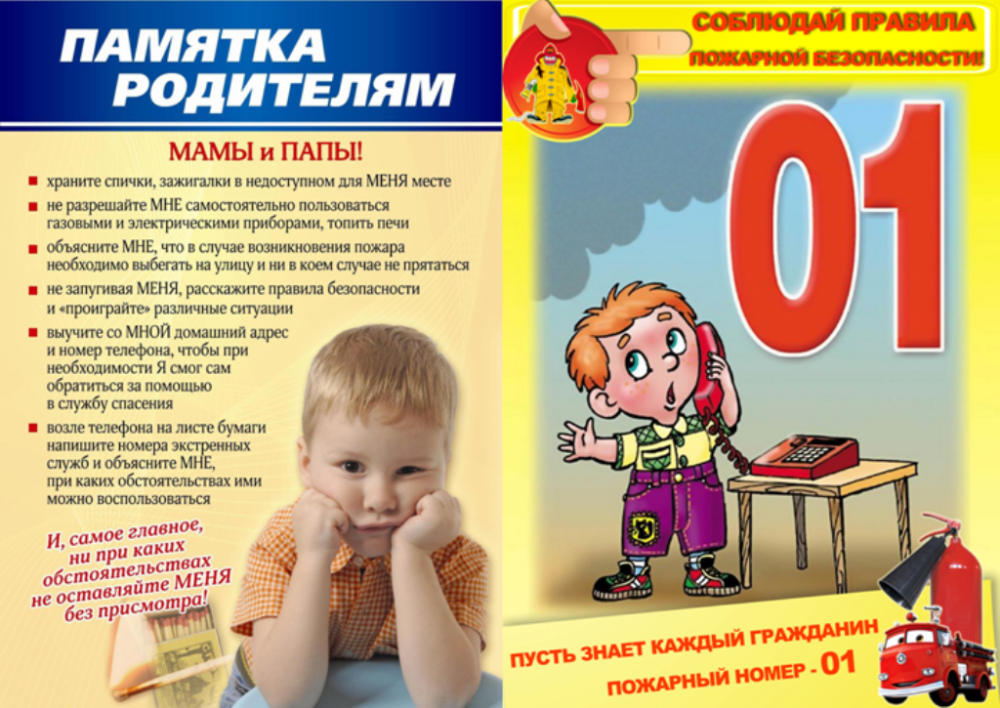 ПАМЯТКА
РОДИТЕЛЯМ
МАМЫ и ПАПЫ!
храните спички, зажигалки в недоступном для МЕНЯ месте
не разрешайте МНЕ самостоятельно пользоваться
газовыми и электрическими приборами, топить печи
объясните МНЕ, что в случае возникновения пожара
необходимо выбегать на улицу и ни в коем случае не прятаться
не запугивая МЕНЯ, расскажите правила безопасности
и «проиграйте» различные ситуации
выучите со МНОЙ домашний адрес
и номер телефона, чтобы при
необходимости Я смог сам
обратиться за помощью
в службу спасения
возле телефона на листе бумаги
напишите номера экстренных
служб и объясните МНЕ,
при каких обстоятельствах ими
можно воспользоваться
И, самое главное,
ни при каких
обстоятельствах
не оставляйте МЕНЯ
без присмотра!
СОБЛЮДАЙ ПРАВИЛА
ПОЖАРНОЙ БЕЗОПАСНОСТИ!
01
ПУСТЬ ЗНАЕТ КАЖДЫЙ ГРАЖДАНИН
ПОЖАРНЫЙ НОМЕР - 01